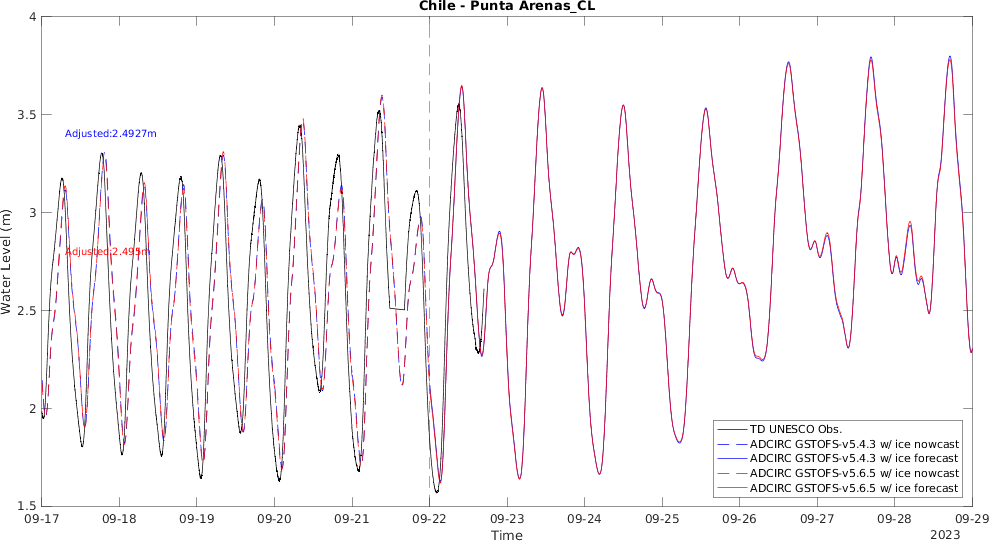 Chile - Punta Arenas_CL
4
3.5
3
2.5
2
1.5
Water Level (m)
Adjusted:2.4927m
Adjusted:2.495m
TD UNESCO Obs.
ADCIRC GSTOFS-v5.4.3 w/ ice nowcast
ADCIRC GSTOFS-v5.4.3 w/ ice forecast
ADCIRC GSTOFS-v5.6.5 w/ ice nowcast
ADCIRC GSTOFS-v5.6.5 w/ ice forecast
09-17 09-18 09-19 09-20 09-21 09-22 09-23 09-24 09-25 09-26 09-27 09-28 09-29
Time
2023